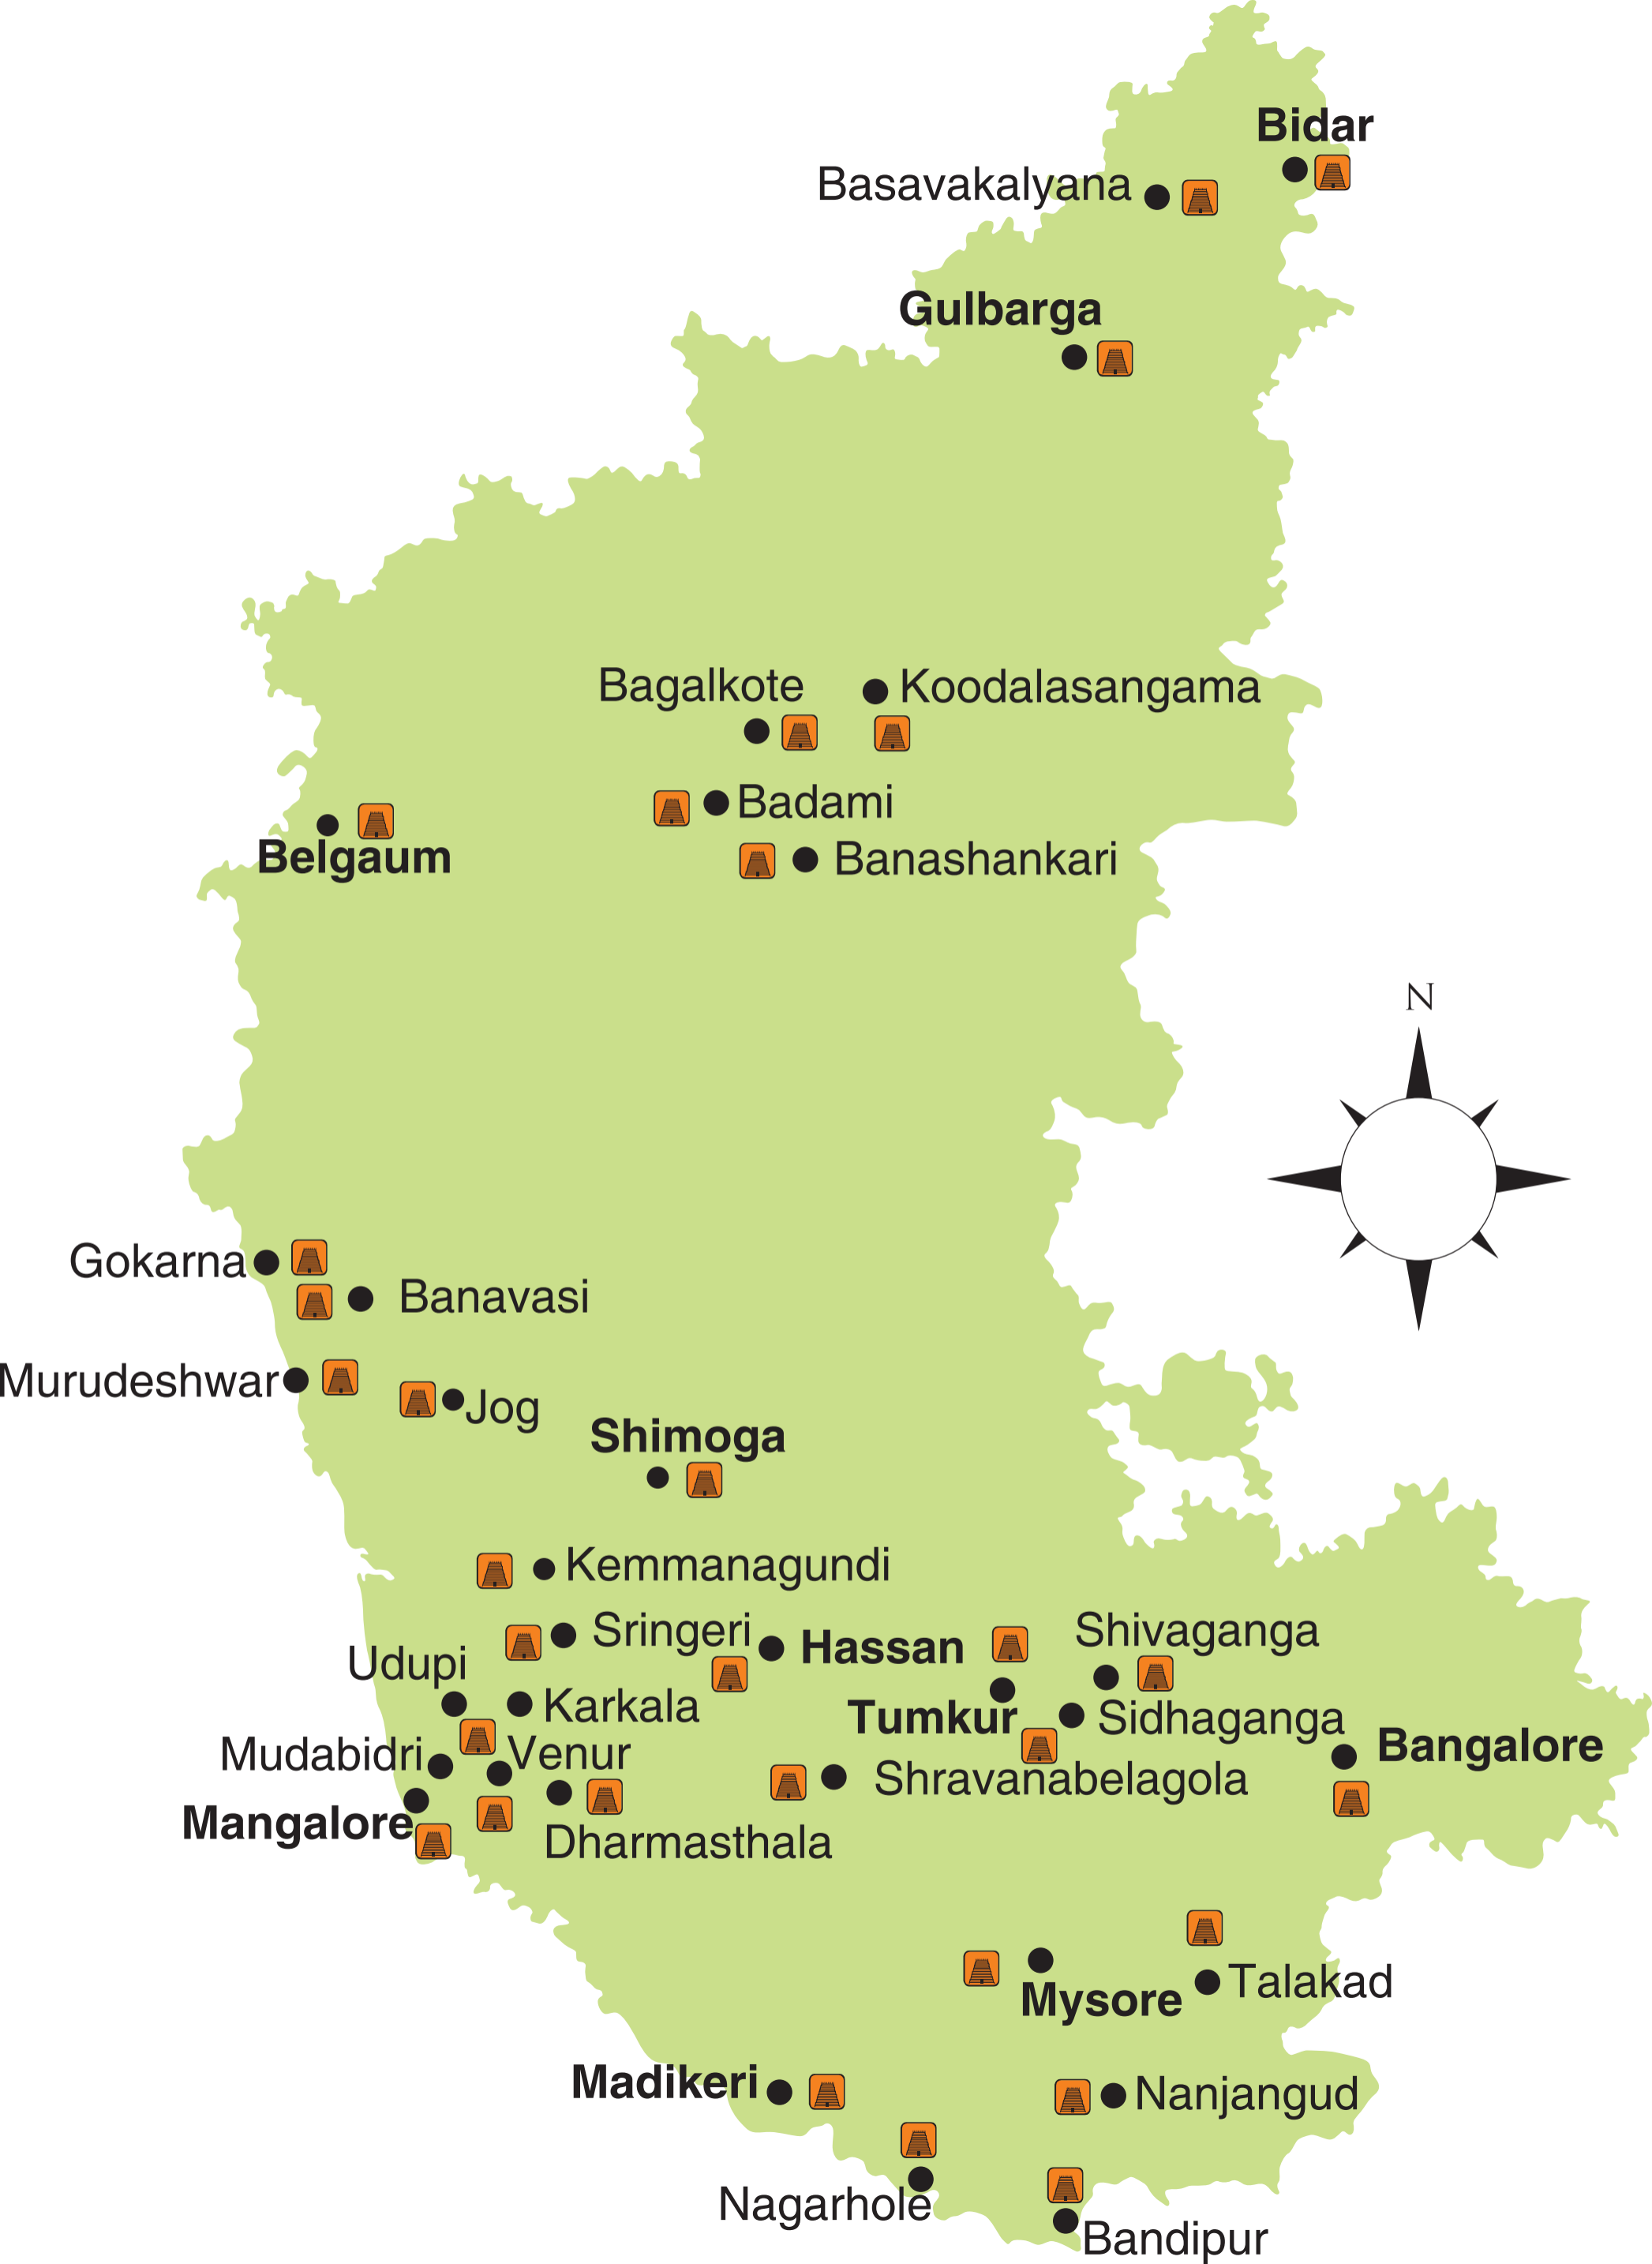 Bidar
Basavakalyana
Gulbarga
Bagalkote
Koodalasangama
Badami
Belgaum
Banashankari
N
Gokarna
Banavasi
Murudeshwar
Jog
Shimoga
Kemmanagundi
Sringeri
Shivaganga
Hassan
Udupi
Karkala
Tumkur
Sidhaganga
Mudabidri
Venur
Bangalore
Shravanabelagola
Mangalore
Dharmasthala
Talakad
Mysore
Madikeri
Nanjangud
Nagarhole
Bandipur